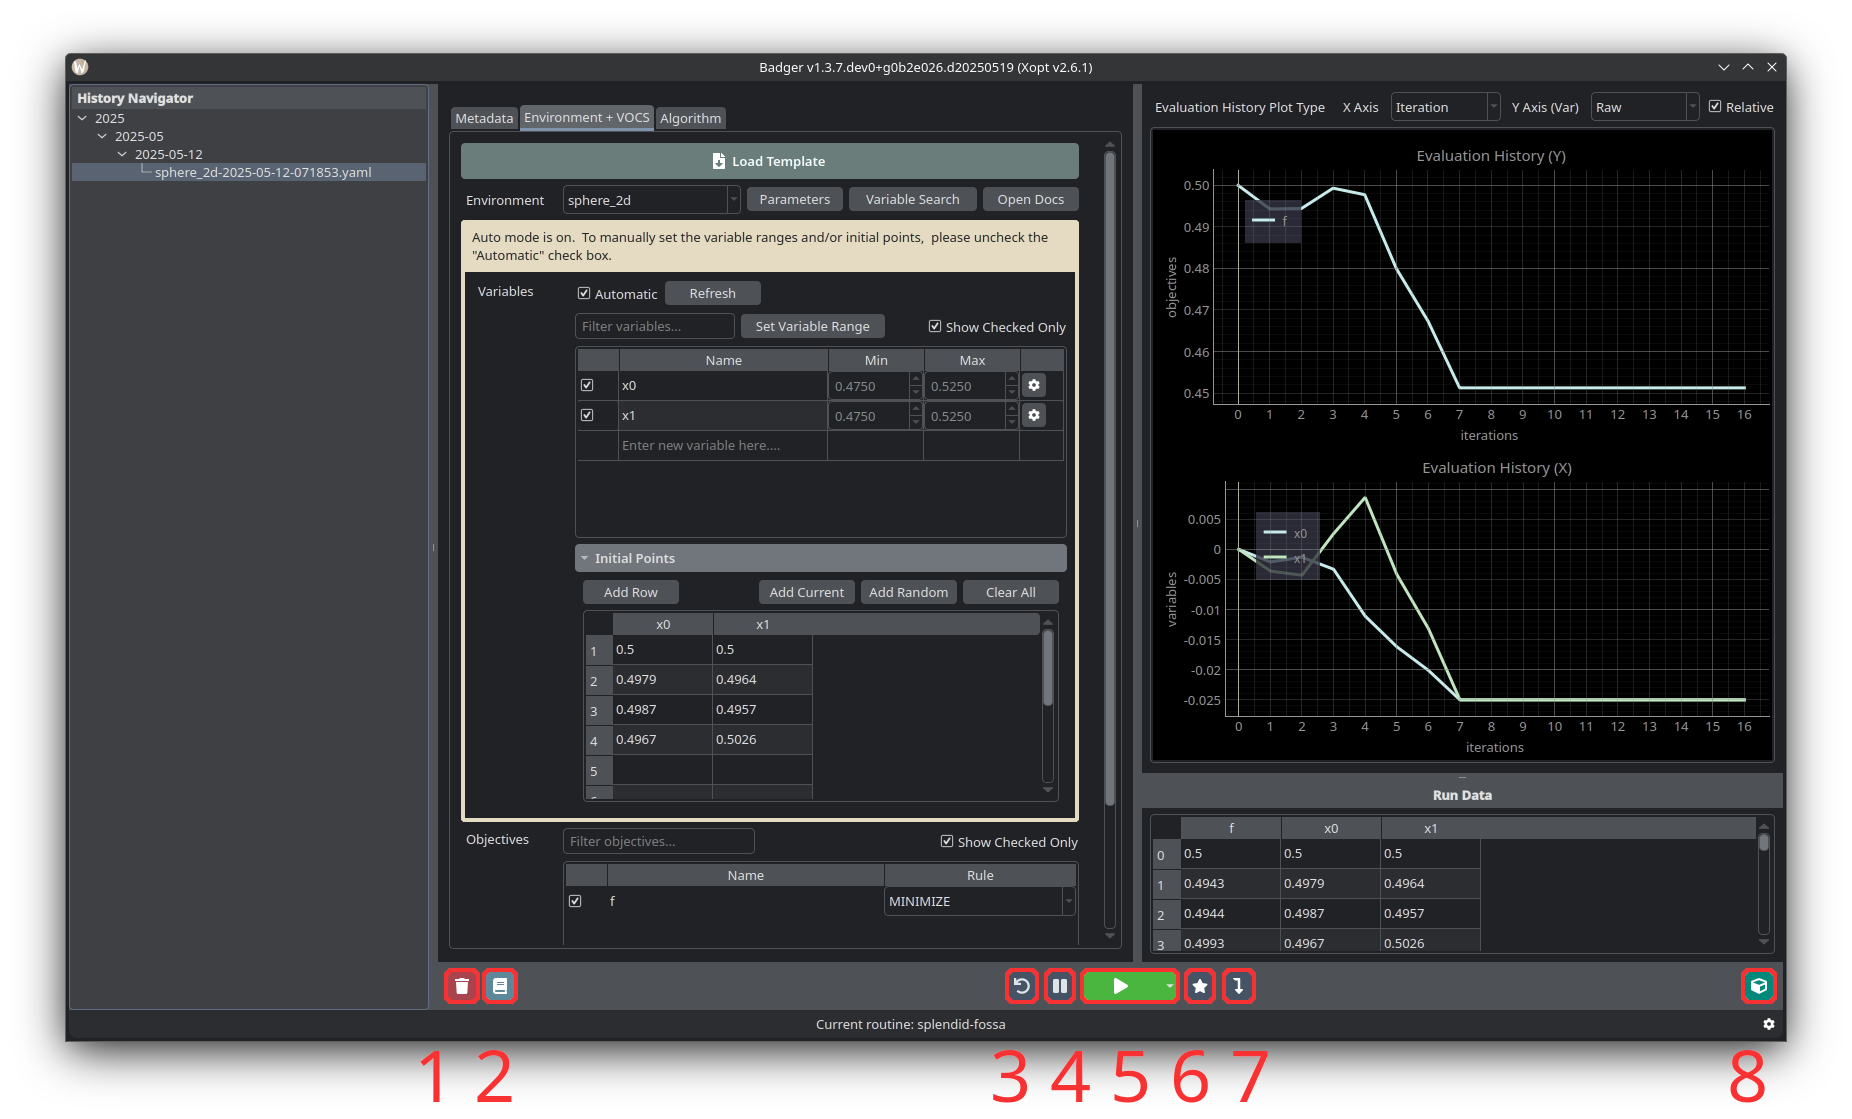 Badger v1.3.7.dev0+g0b2e026.d20250519 (Xopt v2.6.1)
History Navigator
2025
2025-05
2025-05-12
sphere_2d-2025-05-12-071853.yaml
Metadata Environment + VOCS Algorithm
Load Template
Environment sphere_2d Parameters Variable Search Open Docs
Auto mode is on. To manually set the variable ranges and/or initial points, please uncheck the
"Automatic" check box.
Variables Automatic Refresh
Filter variables... Set Variable Range Show Checked Only
Name Min Max
x0 0.4750 0.5250
x1 0.4750 0.5250
Enter new variable here....
Initial Points
Add Row Add Current Add Random Clear All
x0 x1
1 0.5 0.5
2 0.4979 0.4964
3 0.4987 0.4957
4 0.4967 0.5026
5
Objectives Filter objectives... Show Checked Only
Name Rule
f MINIMIZE
Evaluation History Plot Type X Axis Iteration Y Axis (Var) Raw Relative
Evaluation History (Y)
0.50
0.49
0.48
0.47
0.46
0.45
objectives
f
0 1 2 3 4 5 6 7 8 9 10 11 12 13 14 15 16
iterations
Evaluation History (X)
0.005
0
-0.005
-0.01
-0.015
-0.02
-0.025
variables
x0
x1
0 1 2 3 4 5 6 7 8 9 10 11 12 13 14 15 16
iterations
Run Data
f x0 x1
0 0.5 0.5 0.5
1 0.4943 0.4979 0.4964
2 0.4944 0.4987 0.4957
3 0.4993 0.4967 0.5026
Current routine: splendid-fossa
1 2 3 4 5 6 7 8